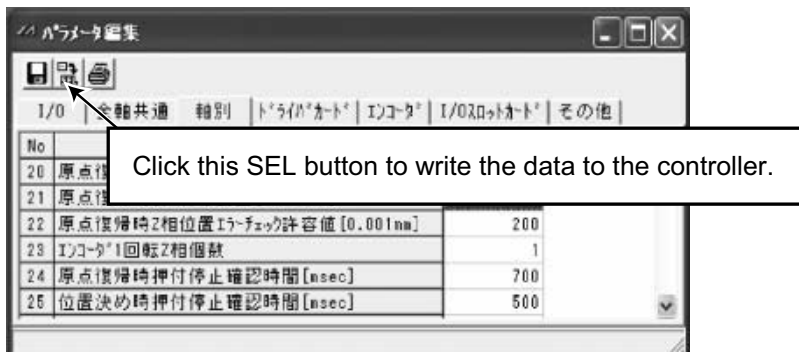 パラメータ編集
I/O 全軸共通 軸別 ドライバカード エンコーダ I/Oスロットカード その他
No
Click this SEL button to write the data to the controller.
20 原点復
21 原点復
22 原点復帰時Z相位置エラーチェック許容値[0.001mm] 200
23 エンコーダ1回転Z相個数 1
24 原点復帰時押付停止確認時間[msec] 700
25 位置決め時押付停止確認時間[msec] 500